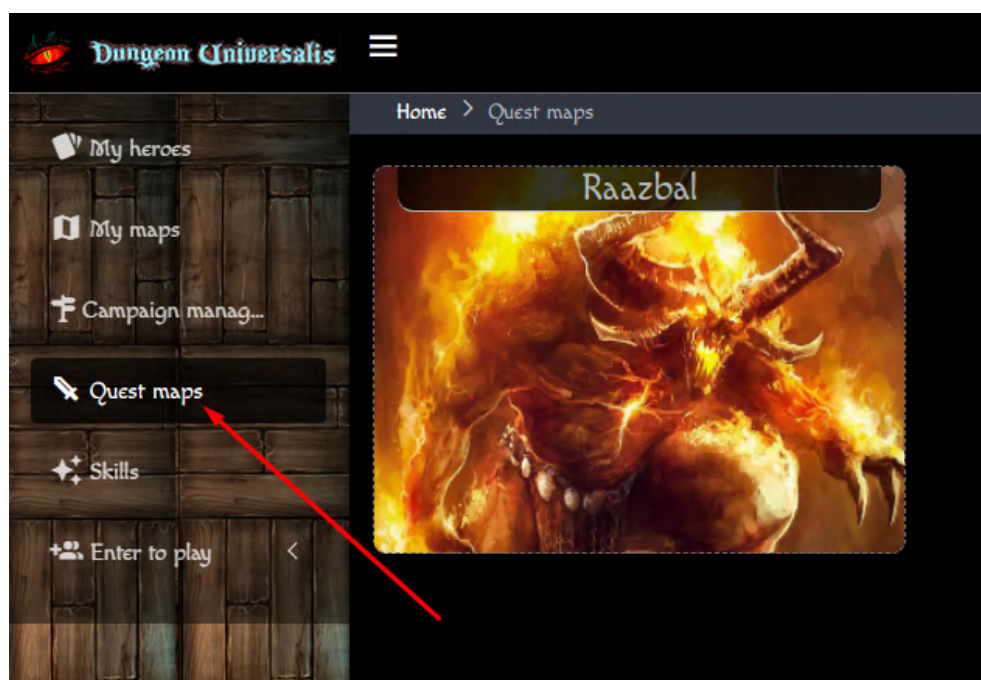 Dungeon Universalis
Home > Quest maps
My heroes
My maps
Campaign manag...
Quest maps
Skills
Enter to play <
Raazbal